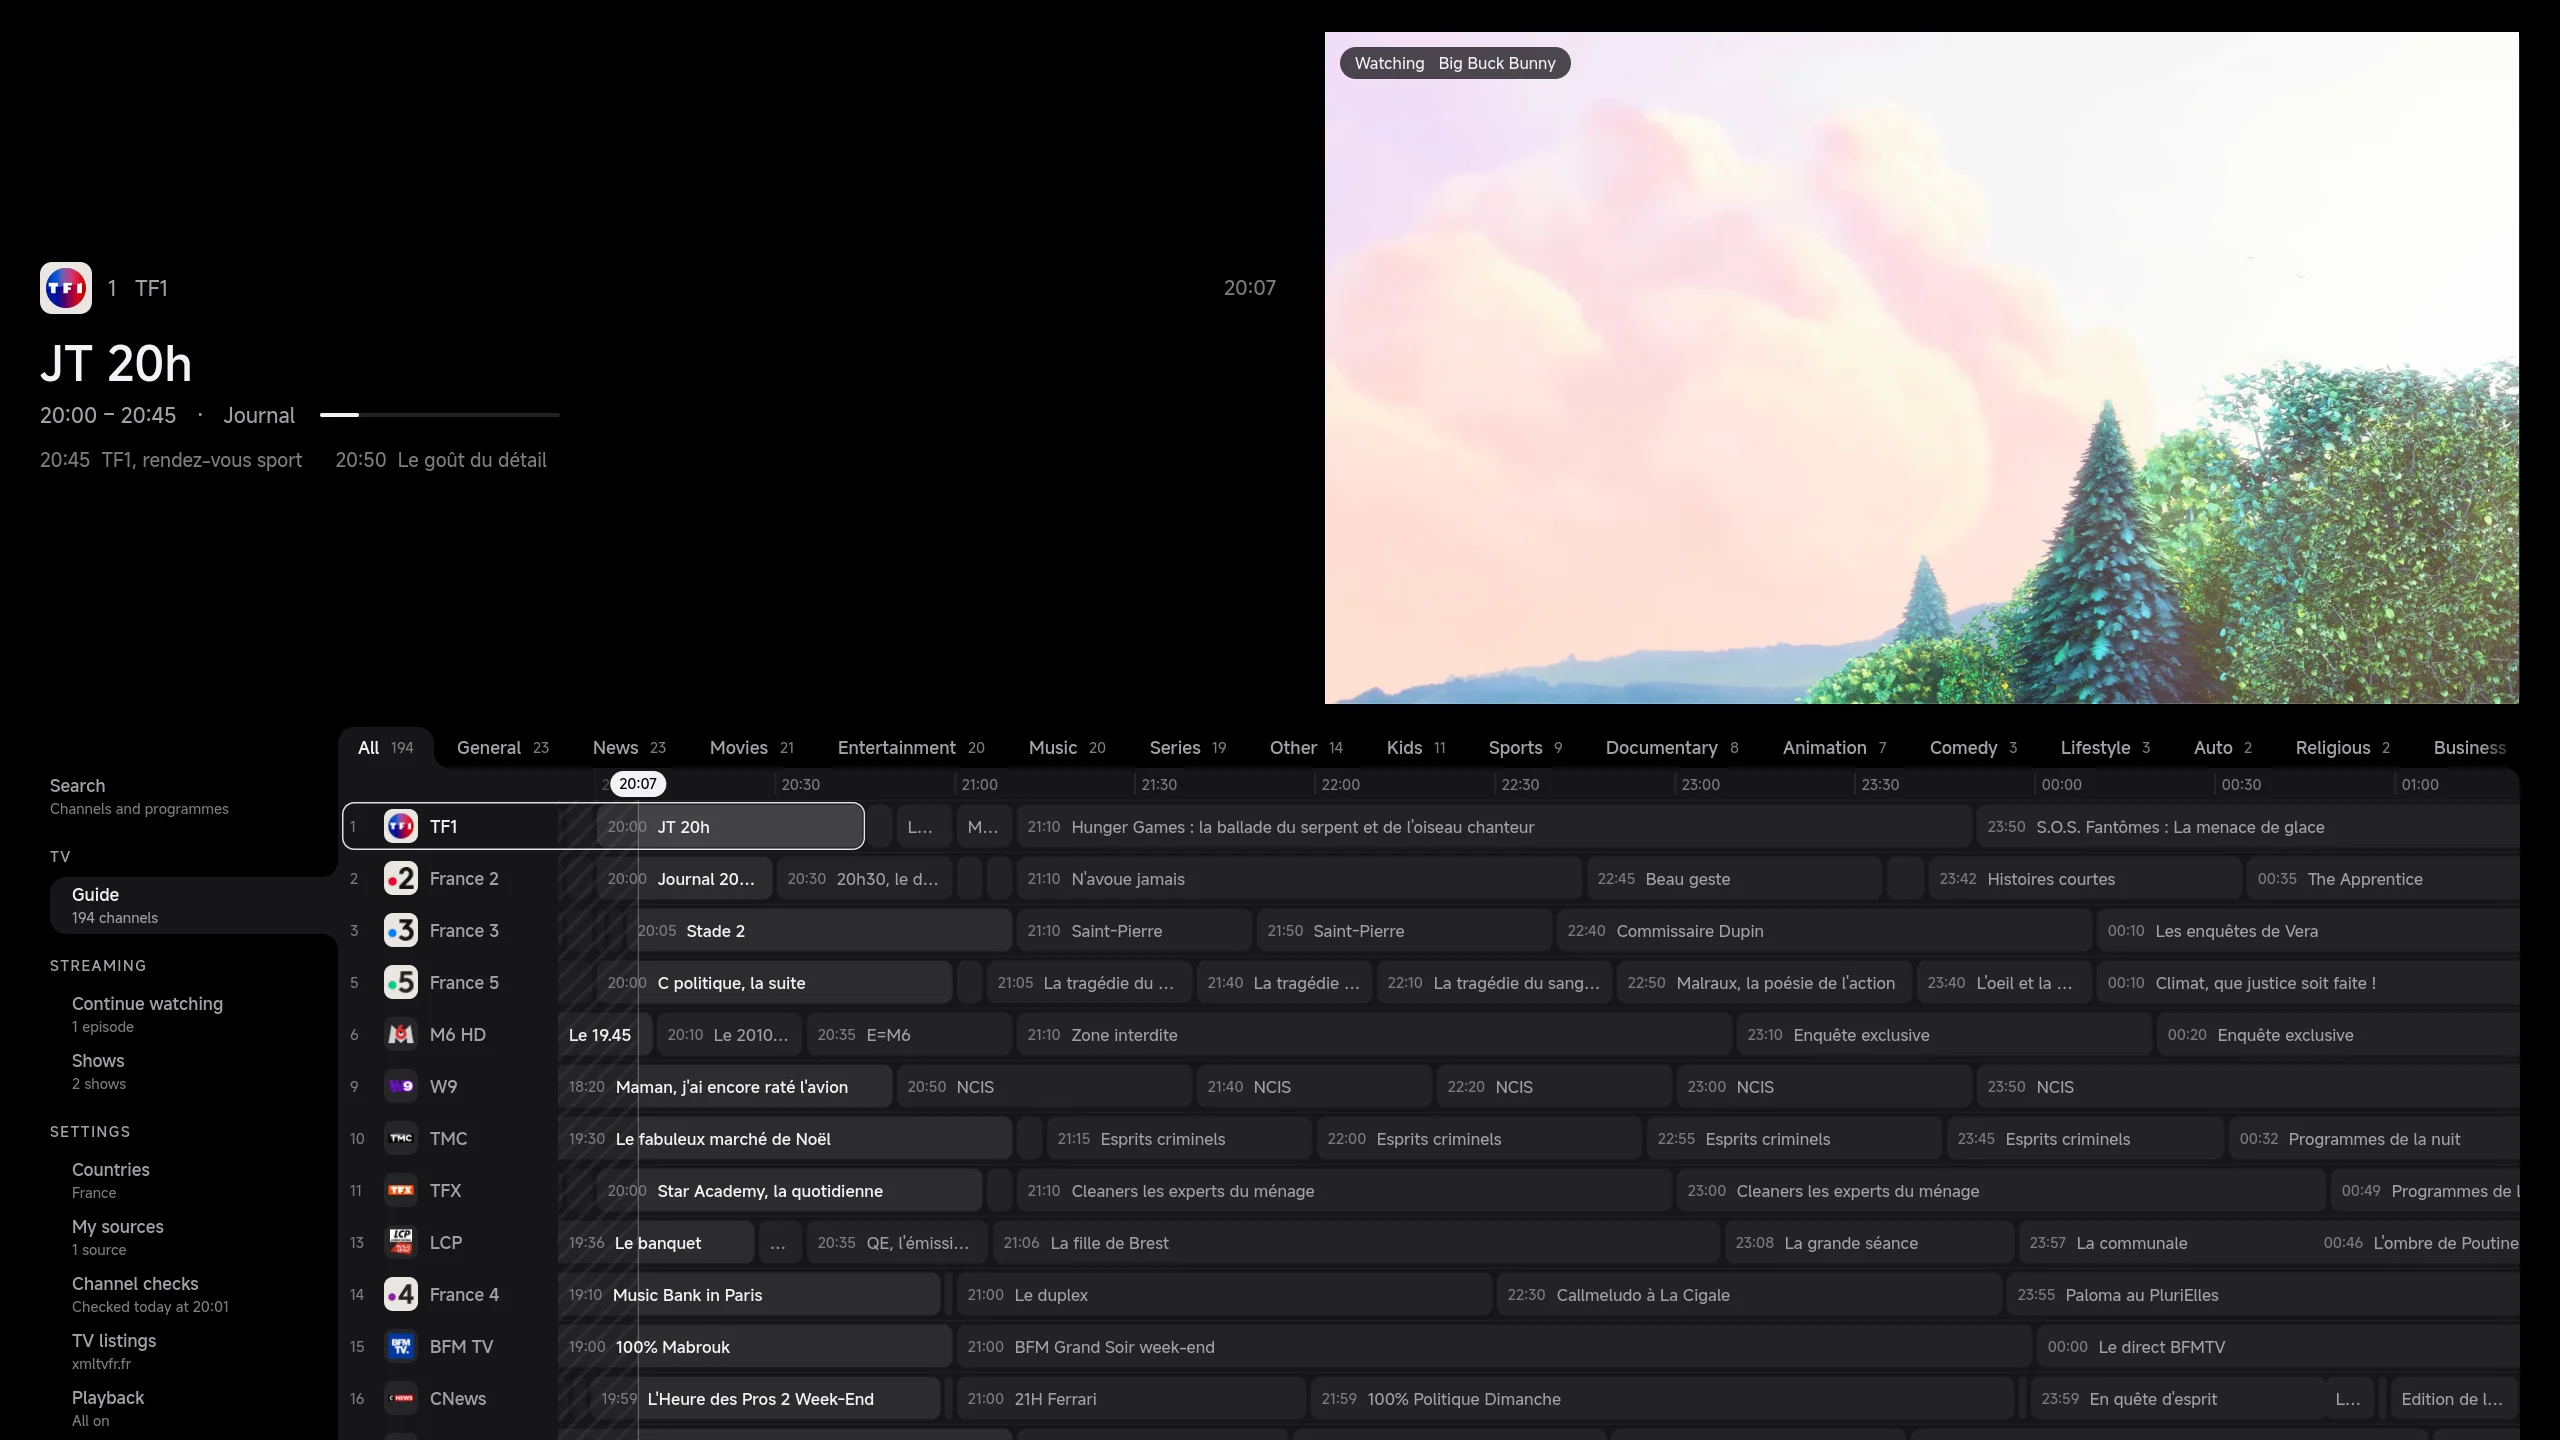 Watching Big Buck Bunny
TF1 1 TF1 20:07
JT 20h
20:00 – 20:45 · Journal
20:45 TF1, rendez-vous sport 20:50 Le goût du détail
All 194 General 23 News 23 Movies 21 Entertainment 20 Music 20 Series 19 Other 14 Kids 11 Sports 9 Documentary 8 Animation 7 Comedy 3 Lifestyle 3 Auto 2 Religious 2 Business
Search
Channels and programmes
TV
Guide
194 channels
STREAMING
Continue watching
1 episode
Shows
2 shows
SETTINGS
Countries
France
My sources
1 source
Channel checks
Checked today at 20:01
TV listings
xmltvfr.fr
Playback
All on
20:07 20:30 21:00 21:30 22:00 22:30 23:00 23:30 00:00 00:30 01:00
1 TF1 TF1 20:00 JT 20h L... M... 21:10 Hunger Games : la ballade du serpent et de l'oiseau chanteur 23:50 S.O.S. Fantômes : La menace de glace
2 2 France 2 20:00 Journal 20... 20:30 20h30, le d... 21:10 N'avoue jamais 22:45 Beau geste 23:42 Histoires courtes 00:35 The Apprentice
3 3 France 3 20:05 Stade 2 21:10 Saint-Pierre 21:50 Saint-Pierre 22:40 Commissaire Dupin 00:10 Les enquêtes de Vera
5 5 France 5 20:00 C politique, la suite 21:05 La tragédie du ... 21:40 La tragédie ... 22:10 La tragédie du sang... 22:50 Malraux, la poésie de l'action 23:40 L'oeil et la ... 00:10 Climat, que justice soit faite !
6 M6 HD Le 19.45 20:10 Le 2010... 20:35 E=M6 21:10 Zone interdite 23:10 Enquête exclusive 00:20 Enquête exclusive
9 W9 W9 18:20 Maman, j'ai encore raté l'avion 20:50 NCIS 21:40 NCIS 22:20 NCIS 23:00 NCIS 23:50 NCIS
10 TMC TMC 19:30 Le fabuleux marché de Noël 21:15 Esprits criminels 22:00 Esprits criminels 22:55 Esprits criminels 23:45 Esprits criminels 00:32 Programmes de la nuit
11 TFX TFX 20:00 Star Academy, la quotidienne 21:10 Cleaners les experts du ménage 23:00 Cleaners les experts du ménage 00:49 Programmes de l
13 LCP LCP 19:36 Le banquet ... 20:35 QE, l'émissi... 21:06 La fille de Brest 23:08 La grande séance 23:57 La communale 00:46 L'ombre de Poutine
14 4 France 4 19:10 Music Bank in Paris 21:00 Le duplex 22:30 Callmeludo à La Cigale 23:55 Paloma au PluriElles
15 BFM TV. BFM TV 19:00 100% Mabrouk 21:00 BFM Grand Soir week-end 00:00 Le direct BFMTV
16 CNEWS CNews 19:59 L'Heure des Pros 2 Week-End 21:00 21H Ferrari 21:59 100% Politique Dimanche 23:59 En quête d'esprit L... Edition de l...